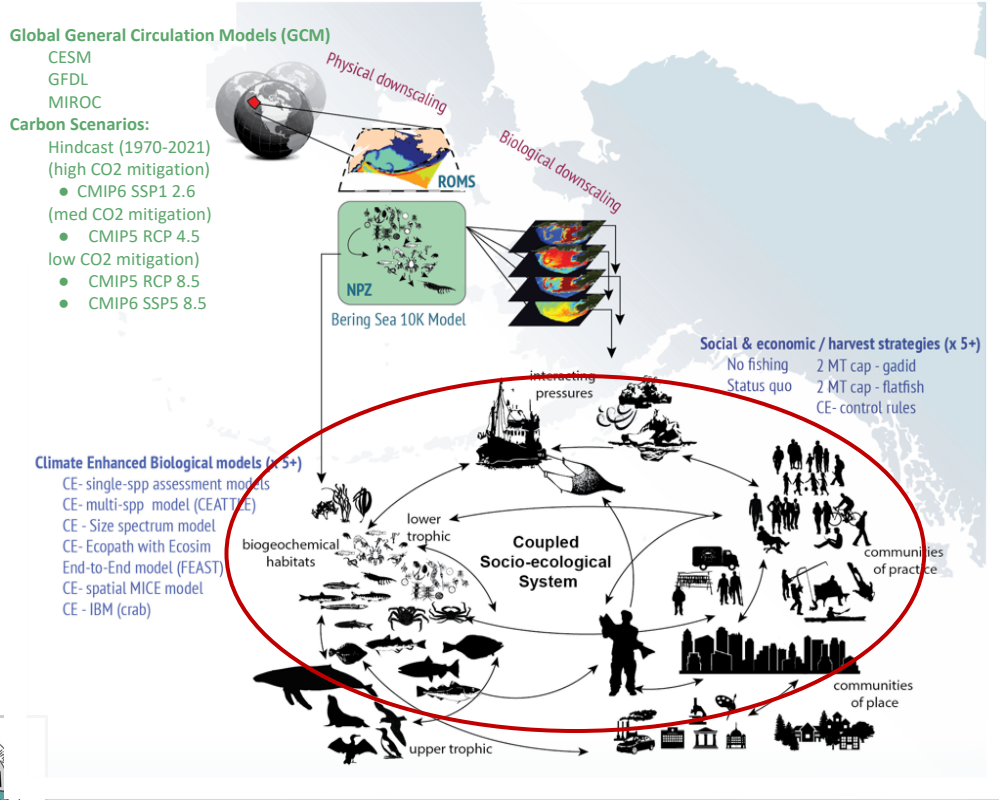 Global General Circulation Models (GCM)
CESM
GFDL
MIROC
Carbon Scenarios:
Hindcast (1970-2021)
(high CO2 mitigation)
● CMIP6 SSP1 2.6
(med CO2 mitigation)
● CMIP5 RCP 4.5
low CO2 mitigation)
● CMIP5 RCP 8.5
● CMIP6 SSP5 8.5
Physical downscaling
ROMS
Biological downscaling
NPZ
Bering Sea 10K Model
Social & economic / harvest strategies (x 5+)
No fishing
Status quo
2 MT cap - gadid
2 MT cap - flatfish
CE- control rules
interacting
pressures
Climate Enhanced Biological models (x 5+)
CE- single-spp assessment models
CE- multi-spp model (CEATTLE)
CE - Size spectrum model
CE- Ecopath with Ecosim
End-to-End model (FEAST)
CE- spatial MICE model
CE - IBM (crab)
biogeochemical
habitats
lower
trophic
Coupled
Socio-ecological
System
communities
of practice
communities
of place
upper trophic